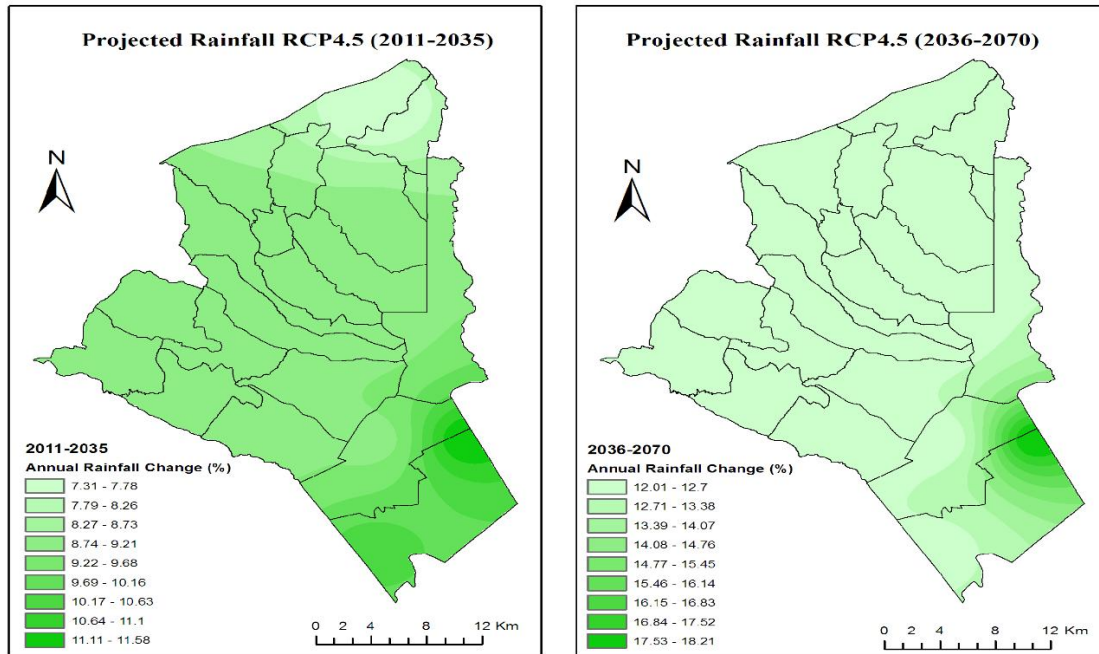 Projected Rainfall RCP4.5 (2011-2035)
N
2011-2035
Annual Rainfall Change (%)
7.31 - 7.78
7.79 - 8.26
8.27 - 8.73
8.74 - 9.21
9.22 - 9.68
9.69 - 10.16
10.17 - 10.63
10.64 - 11.1
11.11 - 11.58
0 2 4 8 12 Km
Projected Rainfall RCP4.5 (2036-2070)
N
2036-2070
Annual Rainfall Change (%)
12.01 - 12.7
12.71 - 13.38
13.39 - 14.07
14.08 - 14.76
14.77 - 15.45
15.46 - 16.14
16.15 - 16.83
16.84 - 17.52
17.53 - 18.21
0 2 4 8 12 Km